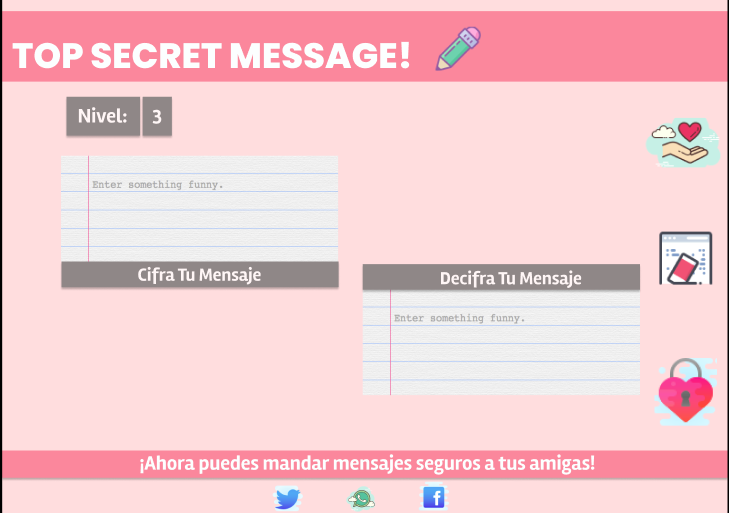 TOP SECRET MESSAGE!
Nivel: 3
Enter something funny.
Cifra Tu Mensaje
Decifra Tu Mensaje
Enter something funny.
¡Ahora puedes mandar mensajes seguros a tus amigas!